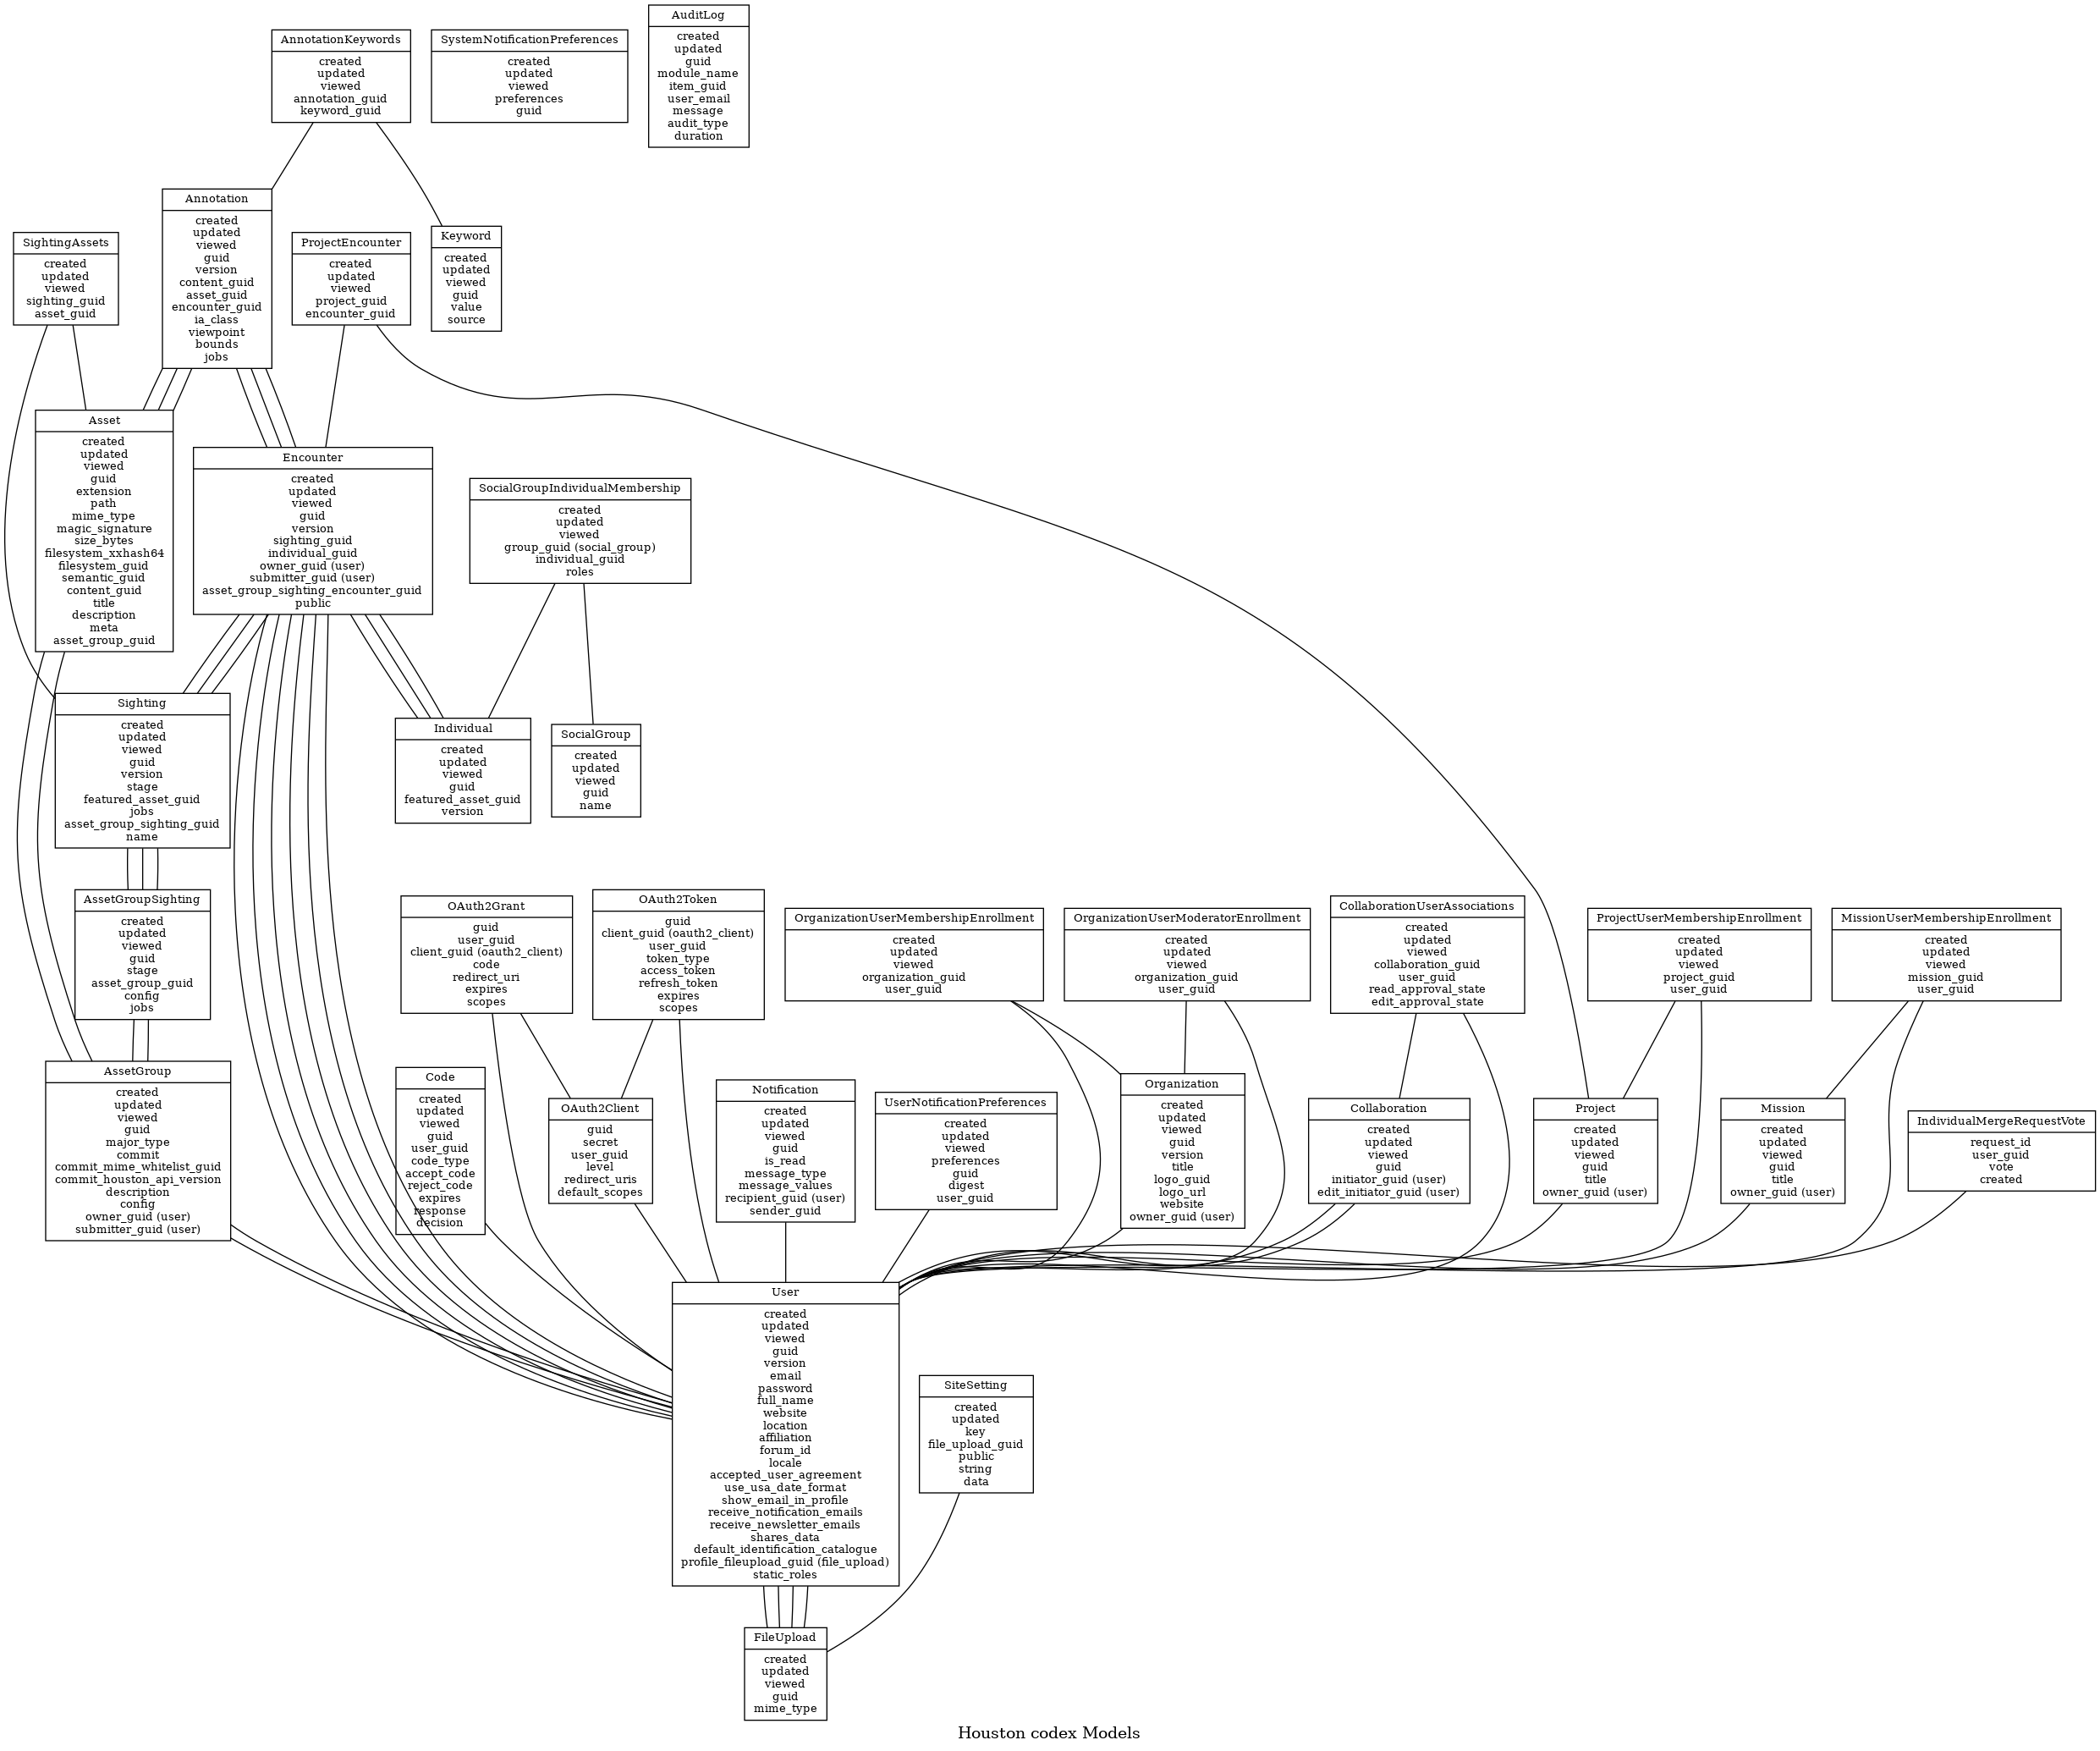 AuditLog
created
updated
guid
module_name
item_guid
user_email
message
audit_type
duration
AnnotationKeywords
created
updated
viewed
annotation_guid
keyword_guid
SystemNotificationPreferences
created
updated
viewed
preferences
guid
Annotation
created
updated
viewed
guid
version
content_guid
asset_guid
encounter_guid
ia_class
viewpoint
bounds
jobs
SightingAssets
created
updated
viewed
sighting_guid
asset_guid
ProjectEncounter
created
updated
viewed
project_guid
encounter_guid
Keyword
created
updated
viewed
guid
value
source
Asset
created
updated
viewed
guid
extension
path
mime_type
magic_signature
size_bytes
filesystem_xxhash64
filesystem_guid
semantic_guid
content_guid
title
description
meta
asset_group_guid
Encounter
created
updated
viewed
guid
version
sighting_guid
individual_guid
owner_guid (user)
submitter_guid (user)
asset_group_sighting_encounter_guid
public
SocialGroupIndividualMembership
created
updated
viewed
group_guid (social_group)
individual_guid
roles
Sighting
created
updated
viewed
guid
version
stage
featured_asset_guid
jobs
asset_group_sighting_guid
name
Individual
created
updated
viewed
guid
featured_asset_guid
version
SocialGroup
created
updated
viewed
guid
name
AssetGroupSighting
created
updated
viewed
guid
stage
asset_group_guid
config
jobs
OAuth2Grant
guid
user_guid
client_guid (oauth2_client)
code
redirect_uri
expires
scopes
OAuth2Token
guid
client_guid (oauth2_client)
user_guid
token_type
access_token
refresh_token
expires
scopes
OrganizationUserMembershipEnrollment
created
updated
viewed
organization_guid
user_guid
OrganizationUserModeratorEnrollment
created
updated
viewed
organization_guid
user_guid
CollaborationUserAssociations
created
updated
viewed
collaboration_guid
user_guid
read_approval_state
edit_approval_state
ProjectUserMembershipEnrollment
created
updated
viewed
project_guid
user_guid
MissionUserMembershipEnrollment
created
updated
viewed
mission_guid
user_guid
AssetGroup
created
updated
viewed
guid
major_type
commit
commit_mime_whitelist_guid
commit_houston_api_version
description
config
owner_guid (user)
submitter_guid (user)
Code
created
updated
viewed
guid
user_guid
code_type
accept_code
reject_code
expires
response
decision
OAuth2Client
guid
secret
user_guid
level
redirect_uris
default_scopes
Notification
created
updated
viewed
guid
is_read
message_type
message_values
recipient_guid (user)
sender_guid
UserNotificationPreferences
created
updated
viewed
preferences
guid
digest
user_guid
Organization
created
updated
viewed
guid
version
title
logo_guid
logo_url
website
owner_guid (user)
Collaboration
created
updated
viewed
guid
initiator_guid (user)
edit_initiator_guid (user)
Project
created
updated
viewed
guid
title
owner_guid (user)
Mission
created
updated
viewed
guid
title
owner_guid (user)
IndividualMergeRequestVote
request_id
user_guid
vote
created
User
created
updated
viewed
guid
version
email
password
full_name
website
location
affiliation
forum_id
locale
accepted_user_agreement
use_usa_date_format
show_email_in_profile
receive_notification_emails
receive_newsletter_emails
shares_data
default_identification_catalogue
profile_fileupload_guid (file_upload)
static_roles
SiteSetting
created
updated
key
file_upload_guid
public
string
data
FileUpload
created
updated
viewed
guid
mime_type
Houston codex Models